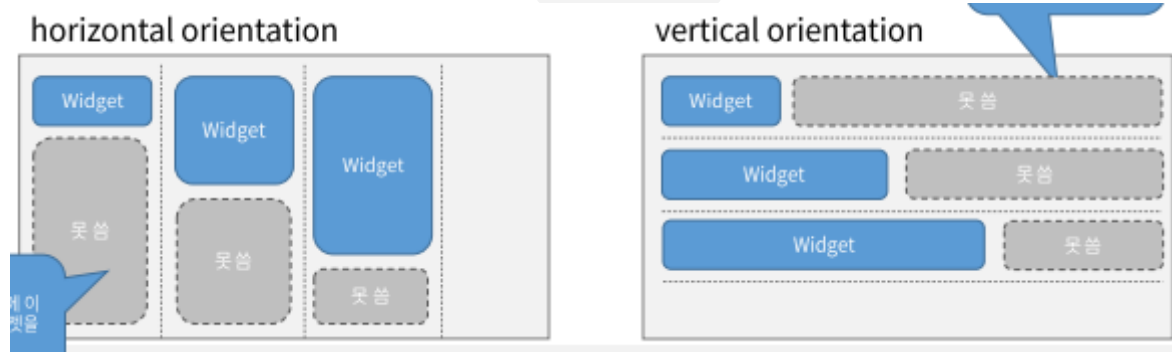 horizontal orientation
vertical orientation
Widget
Widget
Widget
못 씀
못 씀
못 씀
Widget
못 씀
Widget
못 씀
Widget
못 씀
이